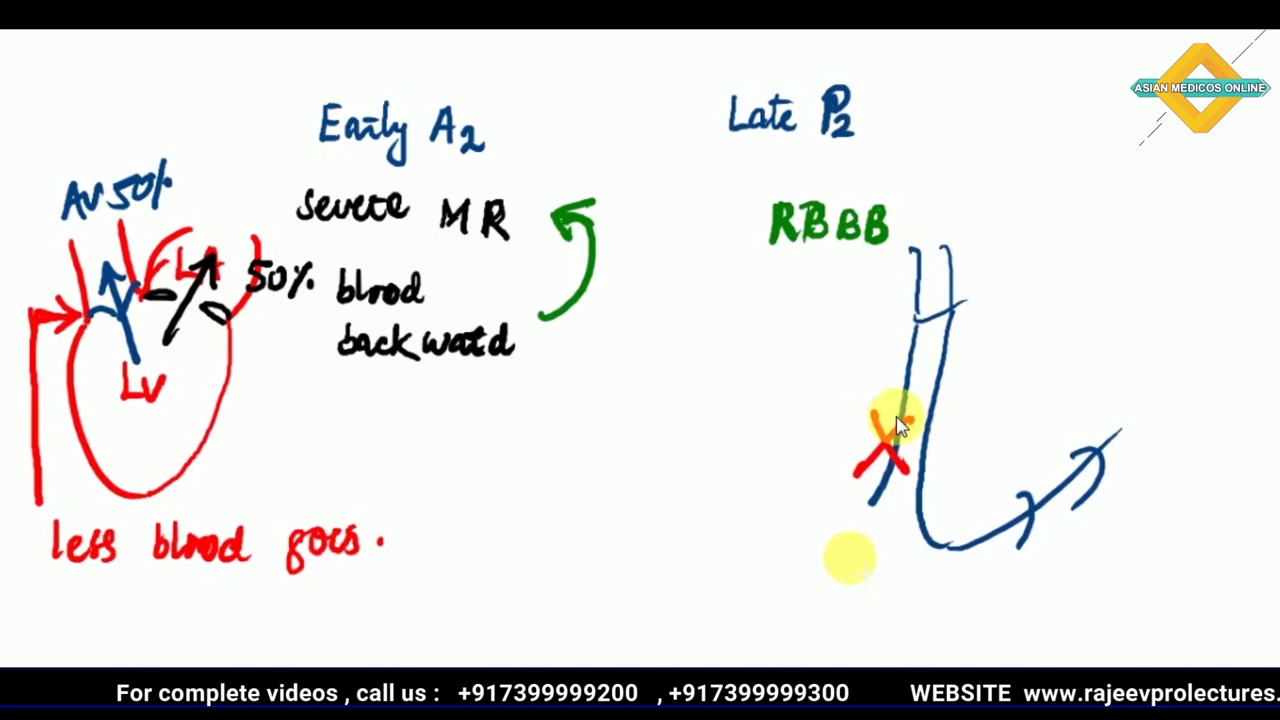 ASIAN MEDICOS ONLINE
Early A2
Late P2
AV 50%
severe MR
RBBB
LA
50% blood
backward
LV
less blood goes.
For complete videos , call us : +917399999200 , +917399999300 WEBSITE www.rajeevprolectures.